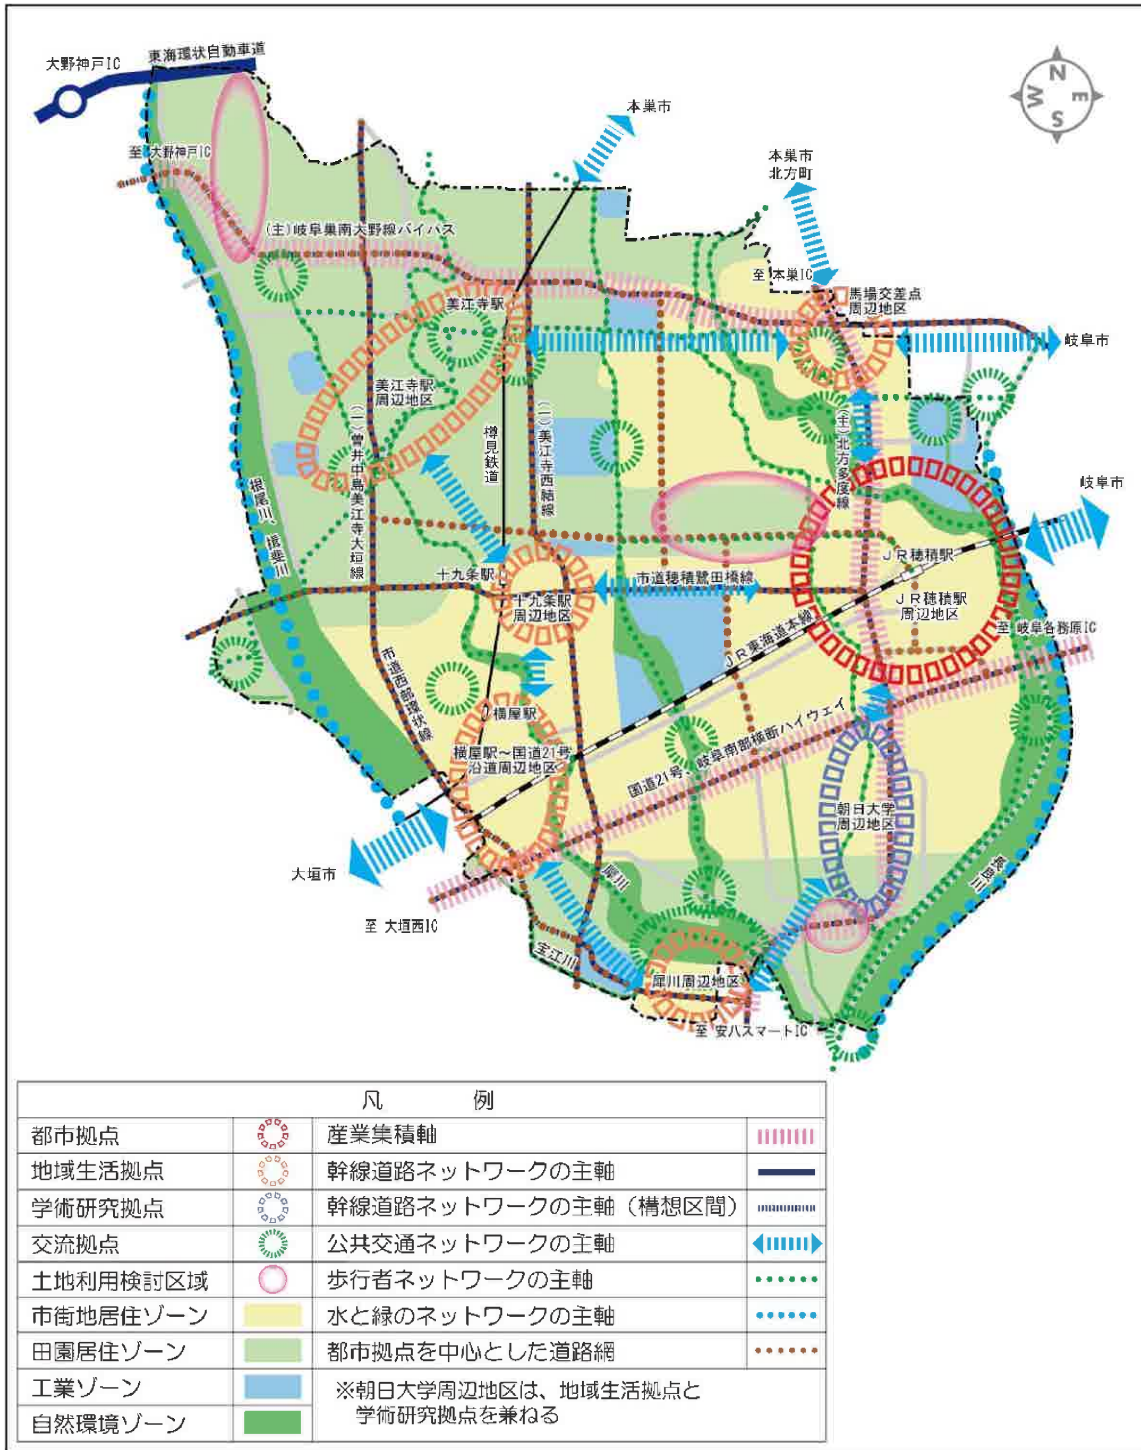 大野神戸IC
東海環状自動車道
本巣市
N
W
E
S
至 大野神戸IC
本巣市
北方町
(主)岐阜巣南大野線バイパス
至 本巣IC
美江寺駅
馬場交差点
周辺地区
岐阜市
美江寺駅
周辺地区
樽見鉄道
(一)美江寺西結線
(一)曽井中島美江寺大垣線
(主)北方多度線
根尾川、揖斐川
岐阜市
JR穂積駅
十九条駅
市道穂積鷺田橋線
十九条駅
周辺地区
JR穂積駅
周辺地区
至 岐阜各務原IC
JR東海道本線
市道西部環状線
横屋駅
横屋駅~国道21号
沿道周辺地区
国道21号、岐阜南部横断ハイウェイ
朝日大学
周辺地区
長良川
大垣市
犀川
至 大垣西IC
宝江川
犀川周辺地区
至 安八スマートIC
凡 例
都市拠点
産業集積軸
地域生活拠点
幹線道路ネットワークの主軸
学術研究拠点
幹線道路ネットワークの主軸(構想区間)
交流拠点
公共交通ネットワークの主軸
土地利用検討区域
歩行者ネットワークの主軸
市街地居住ゾーン
水と緑のネットワークの主軸
田園居住ゾーン
都市拠点を中心とした道路網
工業ゾーン
※朝日大学周辺地区は、地域生活拠点と
学術研究拠点を兼ねる
自然環境ゾーン